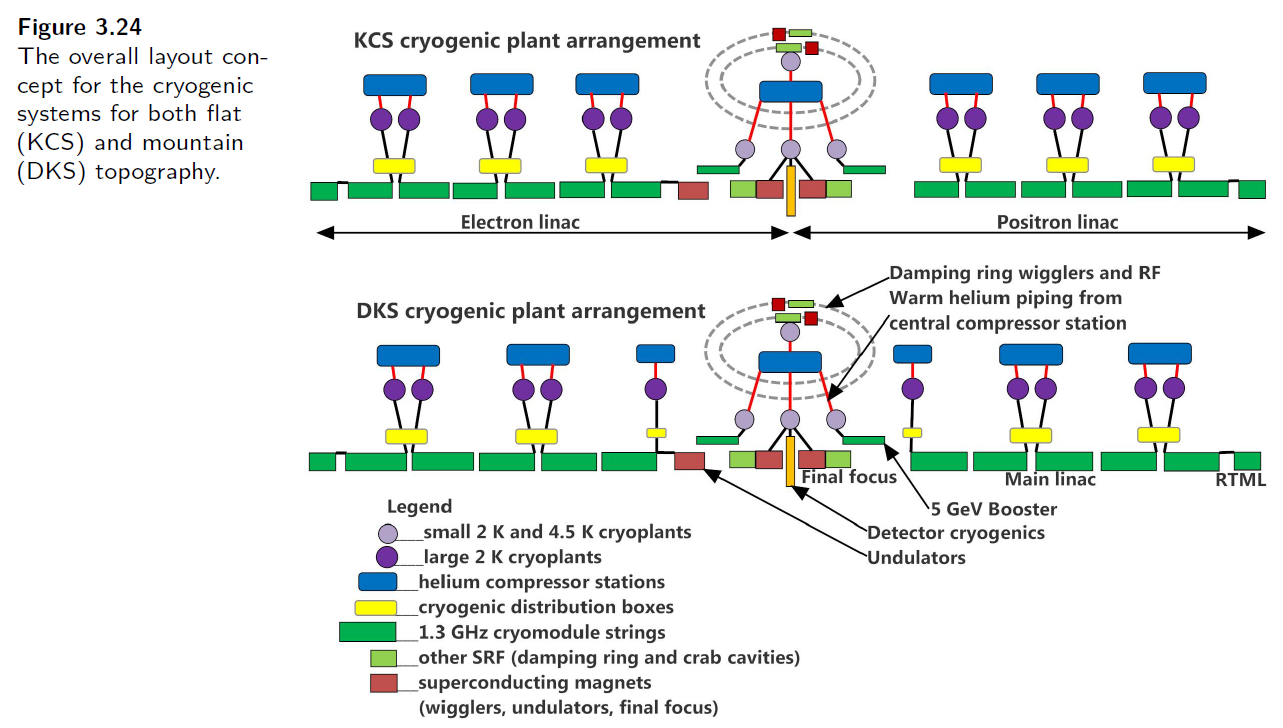 Figure 3.24
The overall layout con-
cept for the cryogenic
systems for both flat
(KCS) and mountain
(DKS) topography.
KCS cryogenic plant arrangement
Electron linac
Positron linac
DKS cryogenic plant arrangement
Damping ring wigglers and RF
Warm helium piping from
central compressor station
Final focus
Main linac
RTML
5 GeV Booster
Detector cryogenics
Undulators
Legend
small 2 K and 4.5 K cryoplants
large 2 K cryoplants
helium compressor stations
cryogenic distribution boxes
1.3 GHz cryomodule strings
other SRF (damping ring and crab cavities)
superconducting magnets
(wigglers, undulators, final focus)